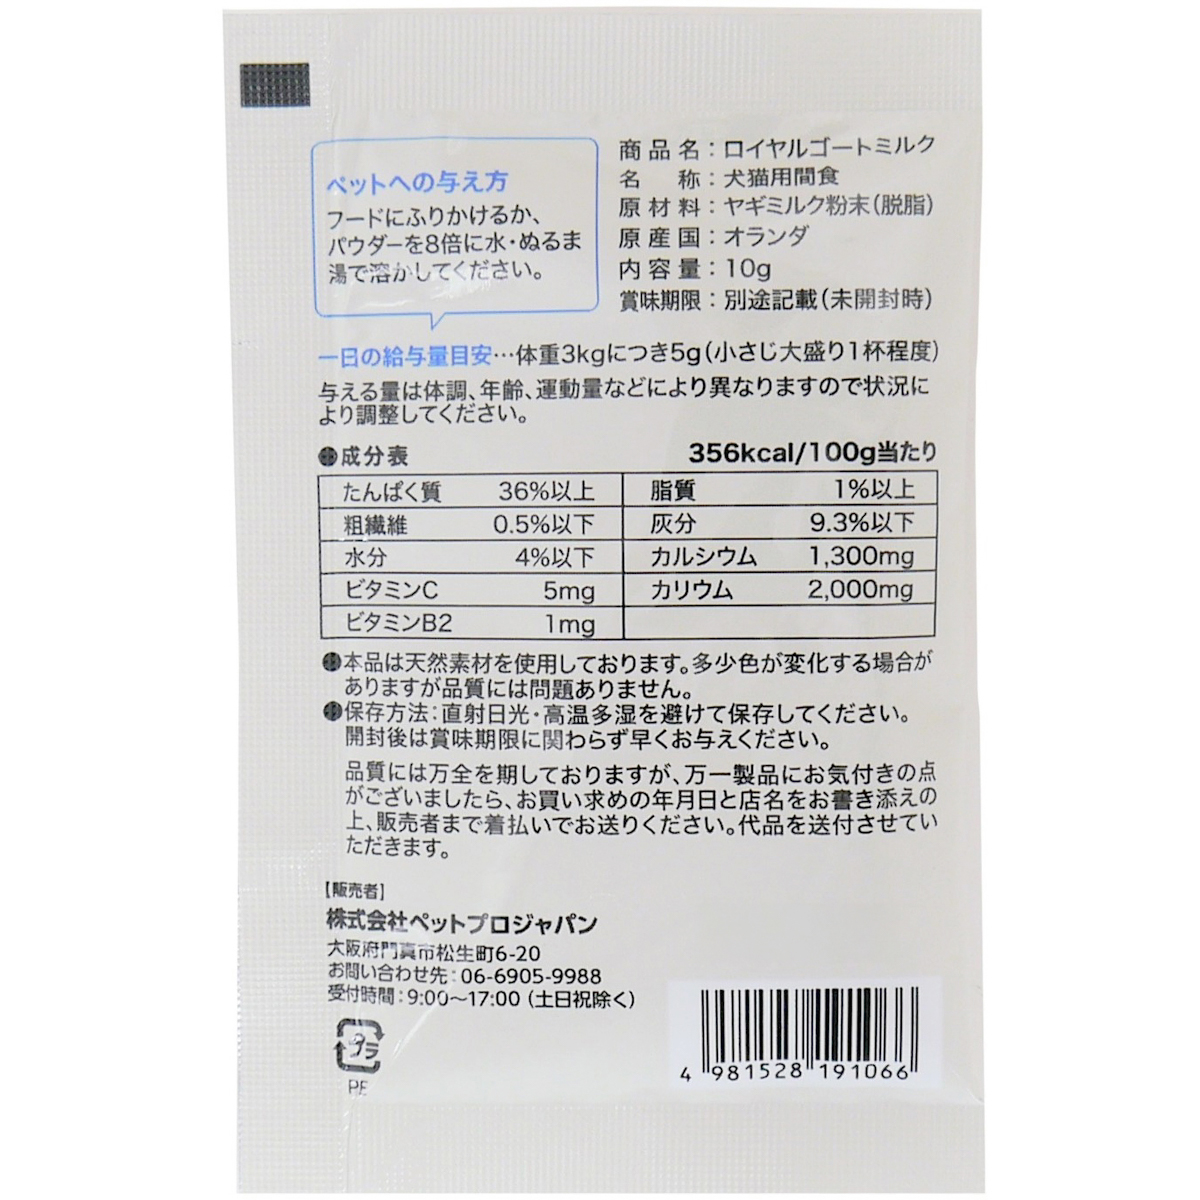 ペットへの与え方
フードにふりかけるか、
パウダーを8倍に水・ぬるま
湯で溶かしてください。
商品名：ロイヤルゴートミルク
名　称：犬猫用間食
原材料：ヤギミルク粉末(脱脂)
原産国：オランダ
内容量：10g
賞味期限：別途記載(未開封時)
一日の給与量目安…体重3kgにつき5g(小さじ大盛り1杯程度)
与える量は体調、年齢、運動量などにより異なりますので状況に
より調整してください。
●成分表 356kcal/100g当たり
たんぱく質 36%以上 脂質 1%以上
粗繊維 0.5%以下 灰分 9.3%以下
水分 4%以下 カルシウム 1,300mg
ビタミンC 5mg カリウム 2,000mg
ビタミンB2 1mg
●本品は天然素材を使用しております。多少色が変化する場合が
ありますが品質には問題ありません。
●保存方法：直射日光・高温多湿を避けて保存してください。
開封後は賞味期限に関わらず早くお与えください。
品質には万全を期しておりますが、万一製品にお気付きの点
がございましたら、お買い求めの年月日と店名をお書き添えの
上、販売者まで着払いでお送りください。代品を送付させてい
ただきます。
【販売者】
株式会社ペットプロジャパン
大阪府門真市松生町6-20
お問い合わせ先：06-6905-9988
受付時間：9:00～17:00（土日祝除く）
プラ
PE
4 981528 191066